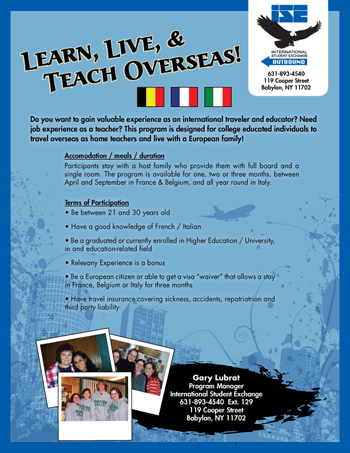 ISE
INTERNATIONAL
STUDENT EXCHANGE
OUTBOUND
631-893-4540
119 Cooper Street
Babylon, NY 11702
LEARN, LIVE, &
TEACH OVERSEAS!
Do you want to gain valuable experience as an international traveler and educator? Need
job experience as a teacher? This program is designed for college educated individuals to
travel overseas as home teachers and live with a European family!
Accomodation / meals / duration
Participants stay with a host family who provide them with full board and a
single room. The program is available for one, two or three months, between
April and September in France & Belgium, and all year round in Italy.
Terms of Participation
• Be between 21 and 30 years old
• Have a good knowledge of French / Italian
• Be a graduated or currently enrolled in Higher Education / University,
in and education-related field
• Relevany Experience is a bonus
• Be a European citizen or able to get a visa "waiver" that allows a stay
in France, Belgium or Italy for three months
• Have travel insurance covering sickness, accidents, repatriatrion and
third party liability
Gary Lubrat
Program Manager
International Student Exchange
631-893-4540 Ext. 129
119 Cooper Street
Babylon, NY 11702